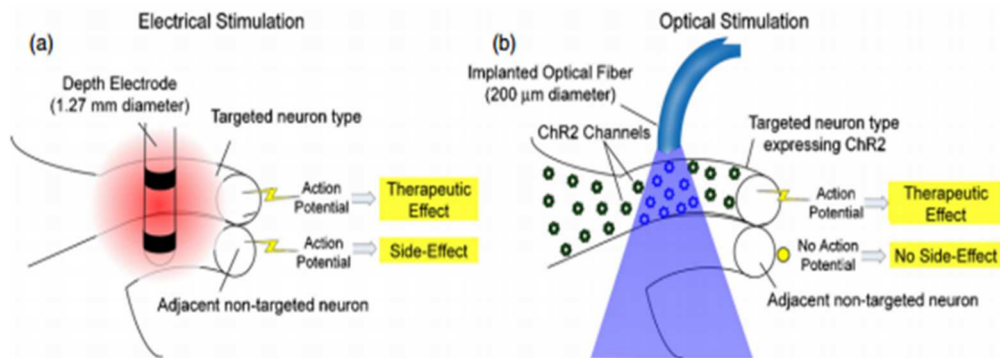 Electrical Stimulation
(a)
Depth Electrode
(1.27 mm diameter)
Targeted neuron type
Action
Potential
Therapeutic
Effect
Action
Potential
Side-Effect
Adjacent non-targeted neuron
Optical Stimulation
(b)
Implanted Optical Fiber
(200 μm diameter)
ChR2 Channels
Targeted neuron type
expressing ChR2
Action
Potential
Therapeutic
Effect
No Action
Potential
No Side-Effect
Adjacent non-targeted neuron